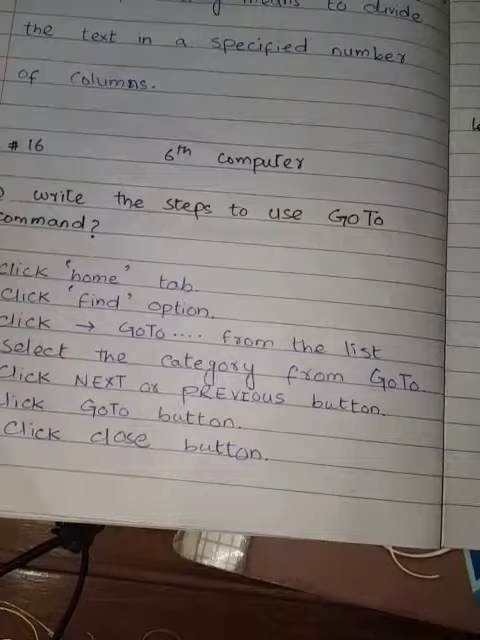 means to divide
the text in a specified number
of columns.
# 16
6th computer
write the steps to use GOTO
command?
click 'home' tab.
click 'find' option.
click → GOTO.... from the list
select the category from GOTO.
click NEXT or PREVIOUS button.
click GOTO button.
click close button.